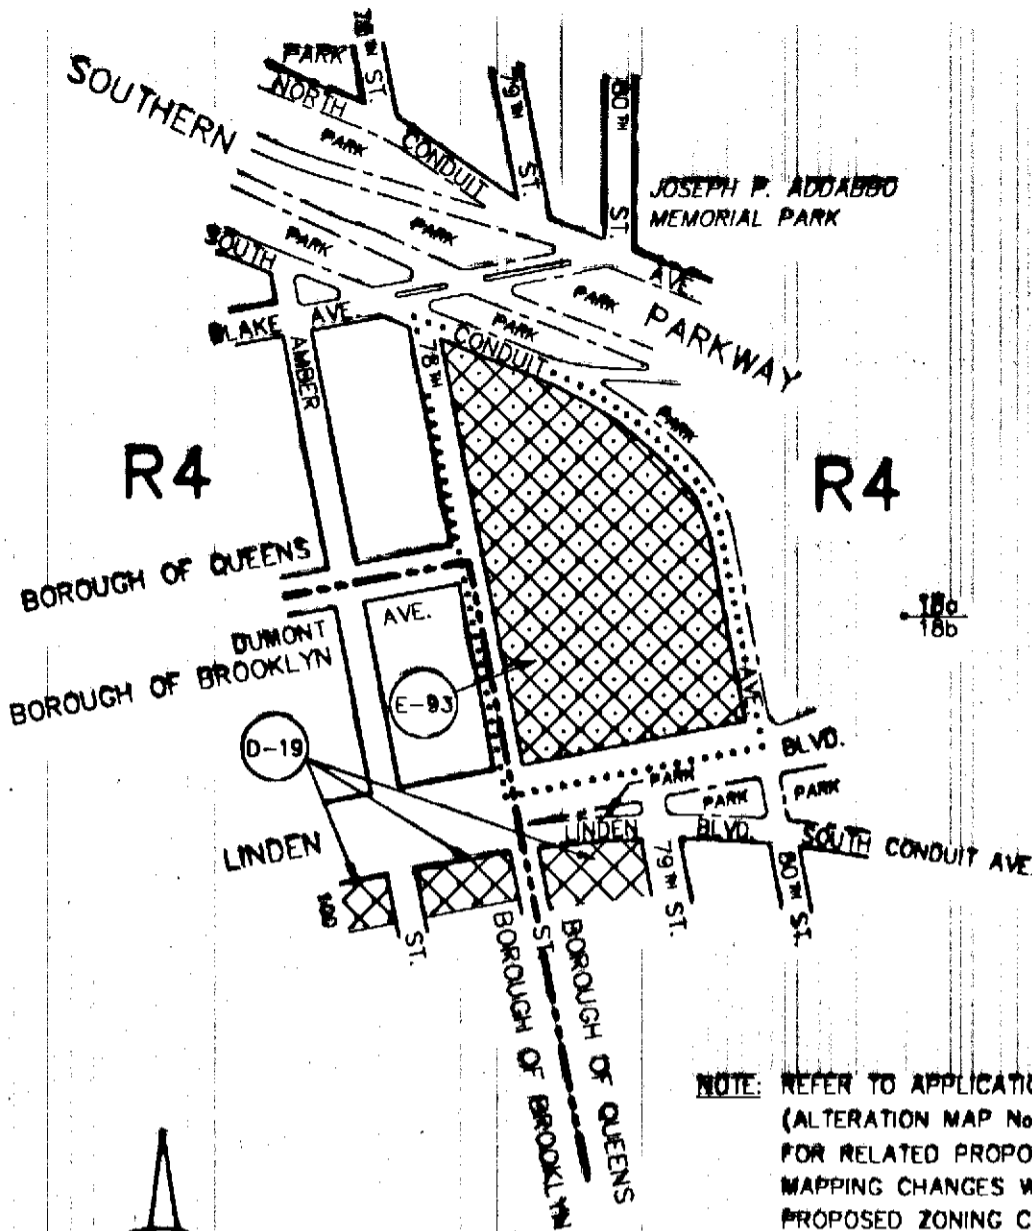 78TH ST.
PARK
NORTH
SOUTHERN
PARK
CONDUIT
79TH ST.
80TH ST.
JOSEPH P. ADDABBO
MEMORIAL PARK
SOUTH
PARK
PARK
AVE.
PARK
PARKWAY
BLAKE AVE.
AMBER
78TH
PARK
CONDUIT
PARK
R4
R4
BOROUGH OF QUEENS
18a
18b
DUMONT
AVE.
BOROUGH OF BROOKLYN
E-93
AVE.
D-19
BLVD.
PARK
PARK
PARK
LINDEN
LINDEN
BLVD.
SOUTH CONDUIT AVE.
100
ST.
ST.
79TH ST.
80TH ST.
BOROUGH OF BROOKLYN
BOROUGH OF QUEENS
NOTE: REFER TO APPLICATIO
(ALTERATION MAP No
FOR RELATED PROPO
MAPPING CHANGES W
PROPOSED ZONING C